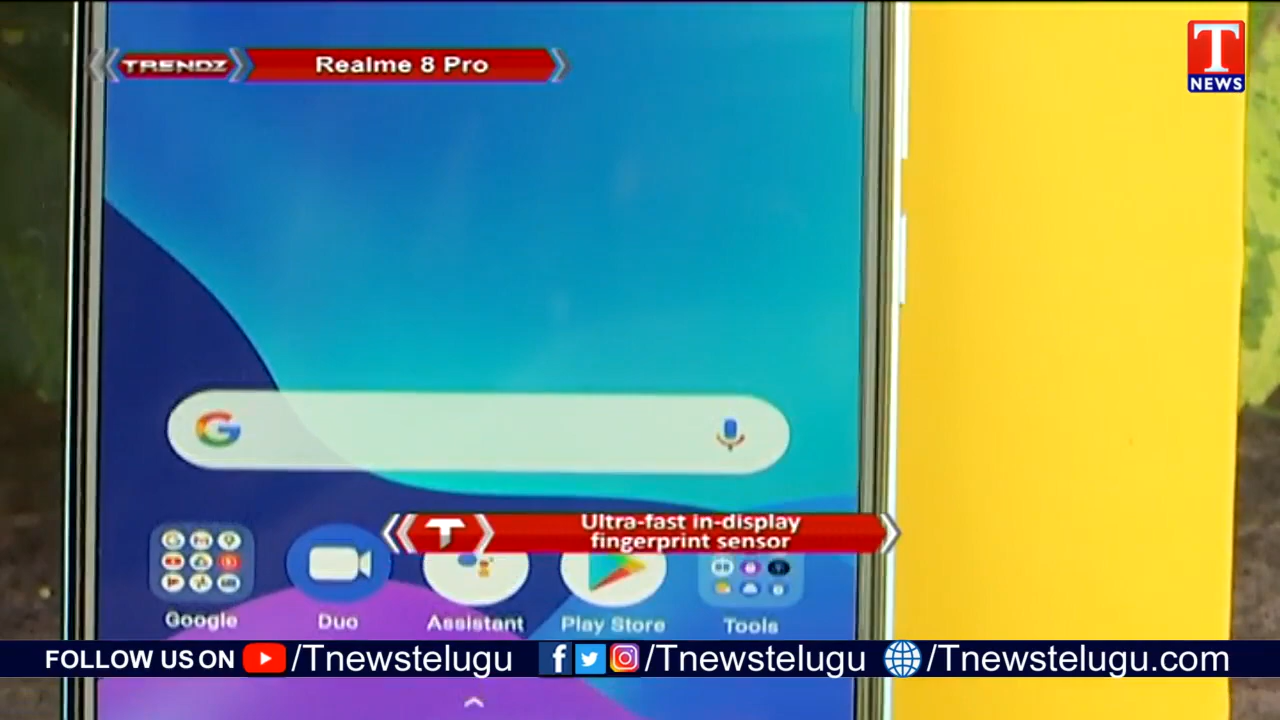 TRENDZ
Realme 8 Pro
T
NEWS
G
T
Ultra-fast in-display
fingerprint sensor
Google
Duo
Assistant
Play Store
Tools
FOLLOW US ON
/Tnewstelugu
/Tnewstelugu
/Tnewstelugu.com